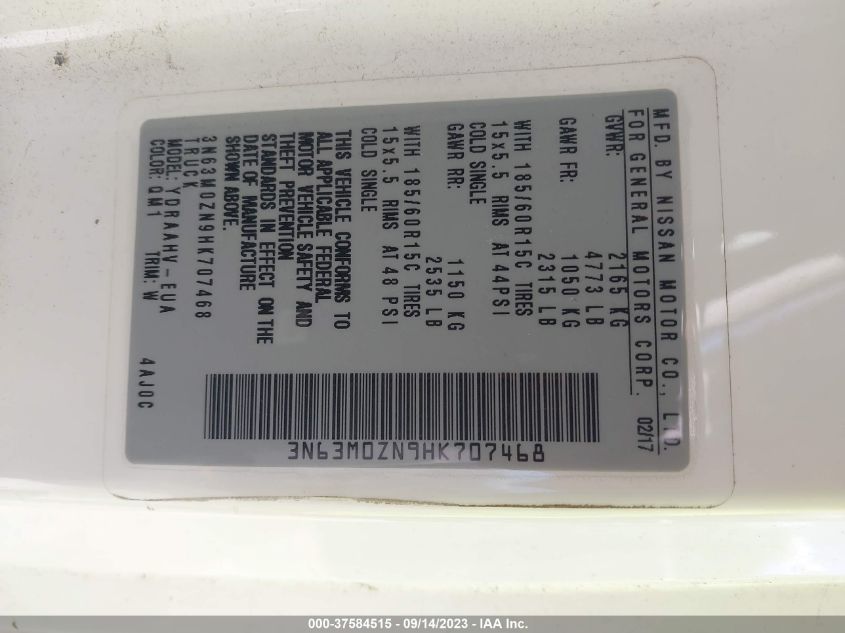 MFD. BY NISSAN MOTOR CO., LTD.
FOR GENERAL MOTORS CORP. 02/17
GVWR: 2165 KG
4773 LB
GAWR FR: 1050 KG
2315 LB
WITH 185/60R15C TIRES
15x5.5 RIMS AT 44PSI
COLD SINGLE
GAWR RR: 1150 KG
2535 LB
WITH 185/60R15C TIRES
15x5.5 RIMS AT 48 PSI
COLD SINGLE
THIS VEHICLE CONFORMS TO
ALL APPLICABLE FEDERAL
MOTOR VEHICLE SAFETY AND
THEFT PREVENTION
STANDARDS IN EFFECT ON THE
DATE OF MANUFACTURE
SHOWN ABOVE.
3N63M0ZN9HK707468
TRUCK
MODEL: YDRAAHV-EUA
COLOR: QM1 TRIM: W 4AJ0C
3N63M0ZN9HK707468
000-37584515 - 09/14/2023 - IAA Inc.